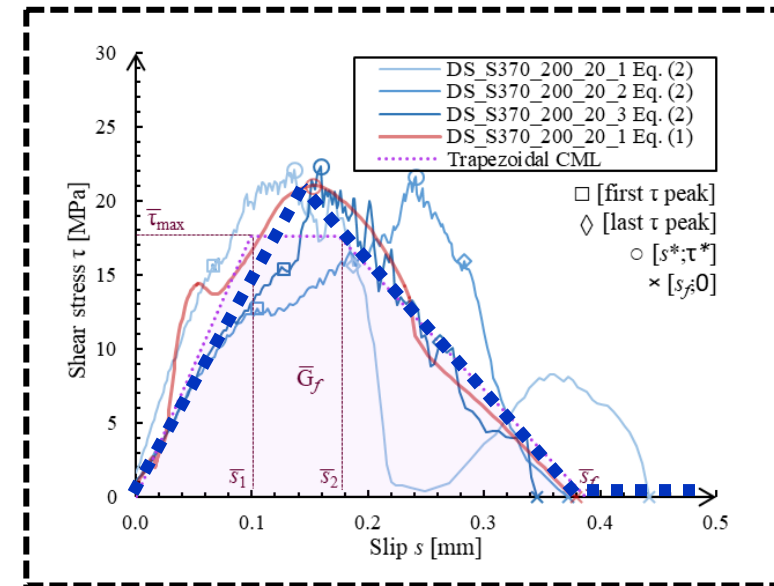 30
25
20
15
10
5
0
Shear stress τ [MPa]
DS_S370_200_20_1 Eq. (2)
DS_S370_200_20_2 Eq. (2)
DS_S370_200_20_3 Eq. (2)
DS_S370_200_20_1 Eq. (1)
Trapezoidal CML
□ [first τ peak]
◇ [last τ peak]
○ [s*;τ*]
× [s_f;0]
τ̅_max
G̅_f
s̅_1
s̅_2
s̅_f
0.0 0.1 0.2 0.3 0.4 0.5
Slip s [mm]